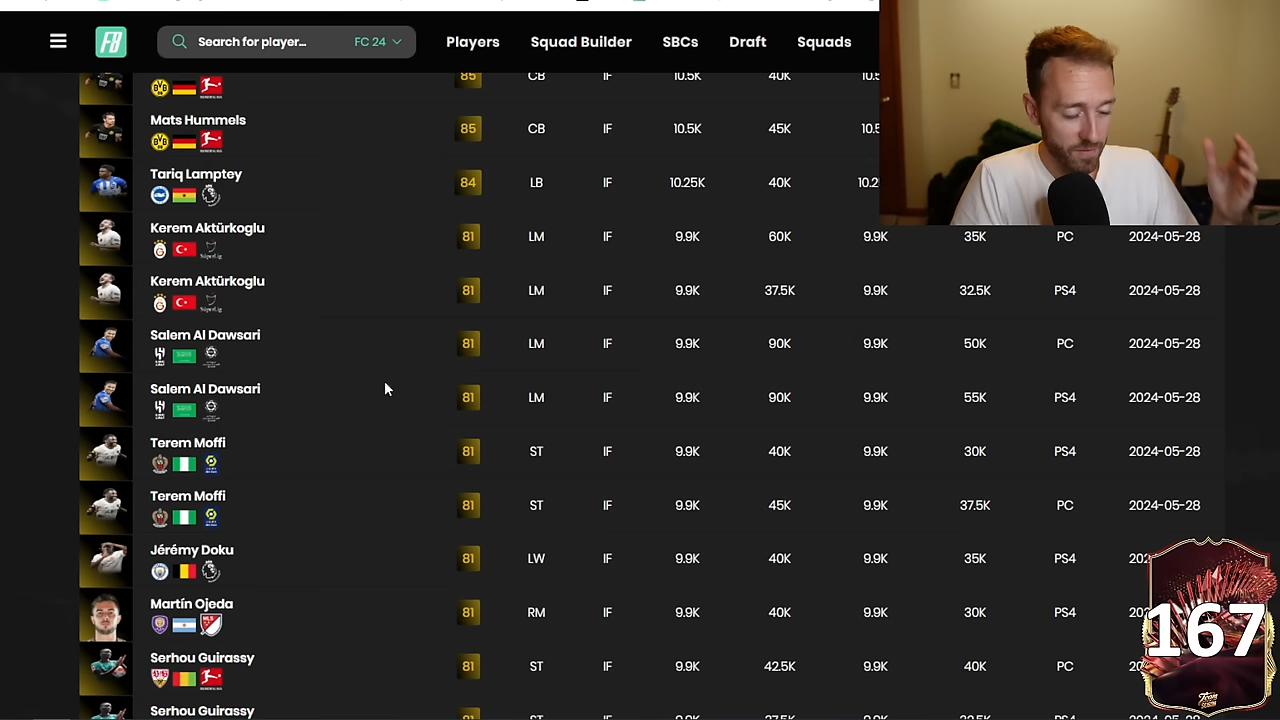 FB Search for player... FC 24 Players Squad Builder SBCs Draft Squads
85 CB IF 10.5K 40K 10.5
Mats Hummels 85 CB IF 10.5K 45K 10.5
Tariq Lamptey 84 LB IF 10.25K 40K 10.2
Kerem Aktürkoglu 81 LM IF 9.9K 60K 9.9K 35K PC 2024-05-28
Kerem Aktürkoglu 81 LM IF 9.9K 37.5K 9.9K 32.5K PS4 2024-05-28
Salem Al Dawsari 81 LM IF 9.9K 90K 9.9K 50K PC 2024-05-28
Salem Al Dawsari 81 LM IF 9.9K 90K 9.9K 55K PS4 2024-05-28
Terem Moffi 81 ST IF 9.9K 40K 9.9K 30K PS4 2024-05-28
Terem Moffi 81 ST IF 9.9K 45K 9.9K 37.5K PC 2024-05-28
Jérémy Doku 81 LW IF 9.9K 40K 9.9K 35K PS4
Martín Ojeda 81 RM IF 9.9K 40K 9.9K 30K PS4
Serhou Guirassy 81 ST IF 9.9K 42.5K 9.9K 40K PC
Serhou Guirassy
167